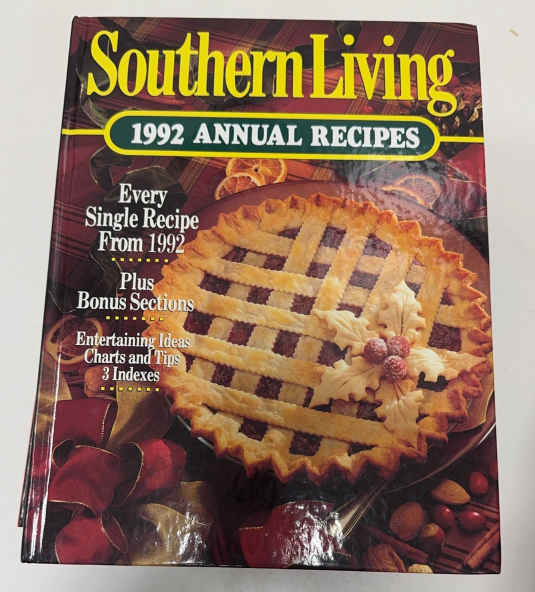 Southern Living
1992 ANNUAL RECIPES
Every
Single Recipe
From 1992
Plus
Bonus Sections
Entertaining Ideas
Charts and Tips
3 Indexes